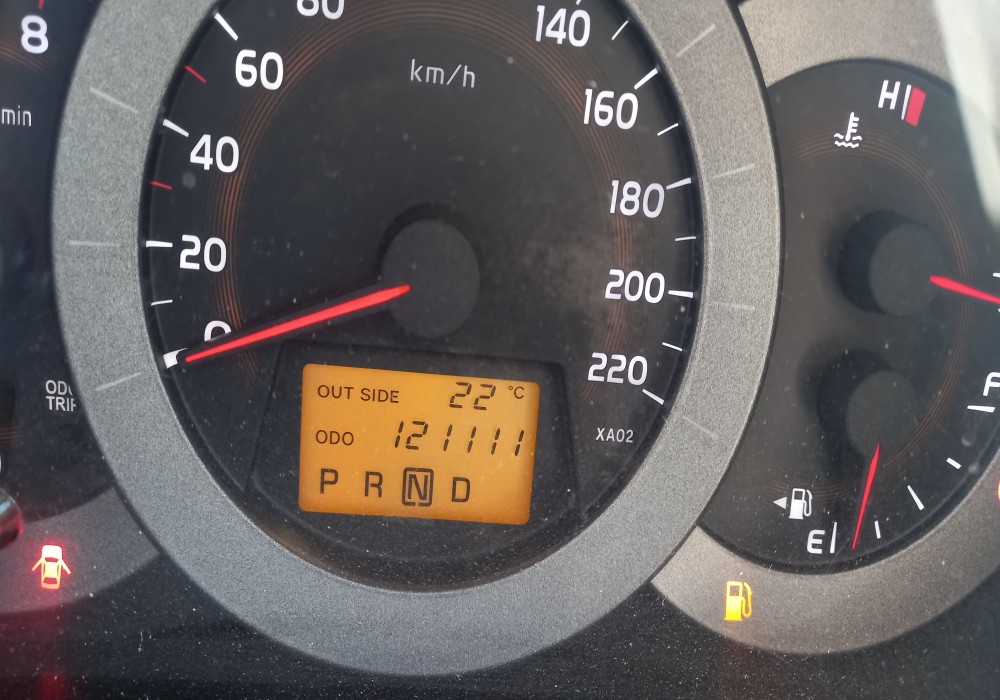 8
min
ODO
TRIP
0
20
40
60
80
140
160
180
200
220
km/h
OUT SIDE 22 °C
ODO 121111
P R N D
XA02
H
F
E